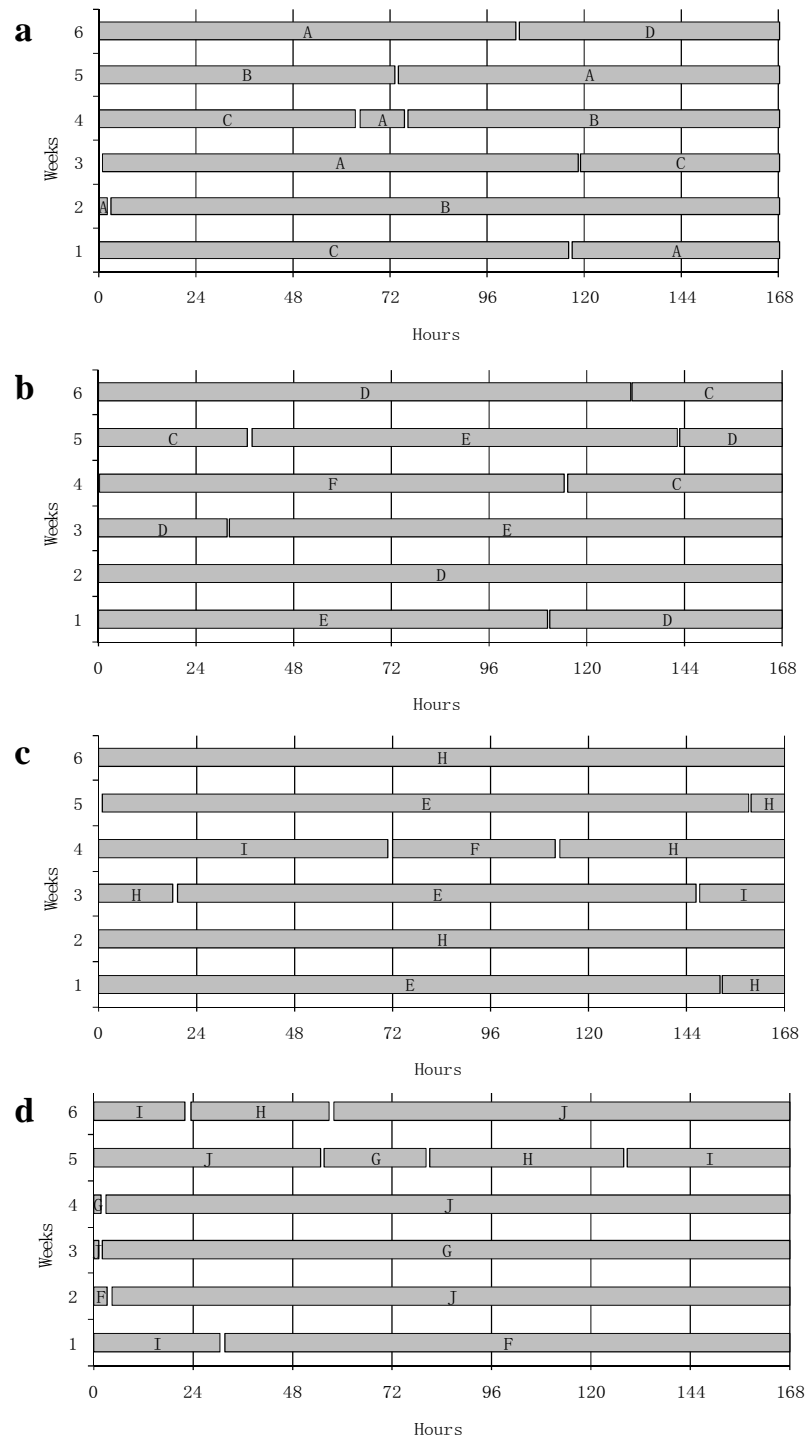 a
6 A D
5 B A
4 C A B
3 A C
2 A B
1 C A
Weeks
0 24 48 72 96 120 144 168
Hours
b
6 D C
5 C E D
4 F C
3 D E
2 D
1 E D
Weeks
0 24 48 72 96 120 144 168
Hours
c
6 H
5 E H
4 I F H
3 H E I
2 H
1 E H
Weeks
0 24 48 72 96 120 144 168
Hours
d
6 I H J
5 J G H I
4 G J
3 G
2 F J
1 I F
Weeks
0 24 48 72 96 120 144 168
Hours